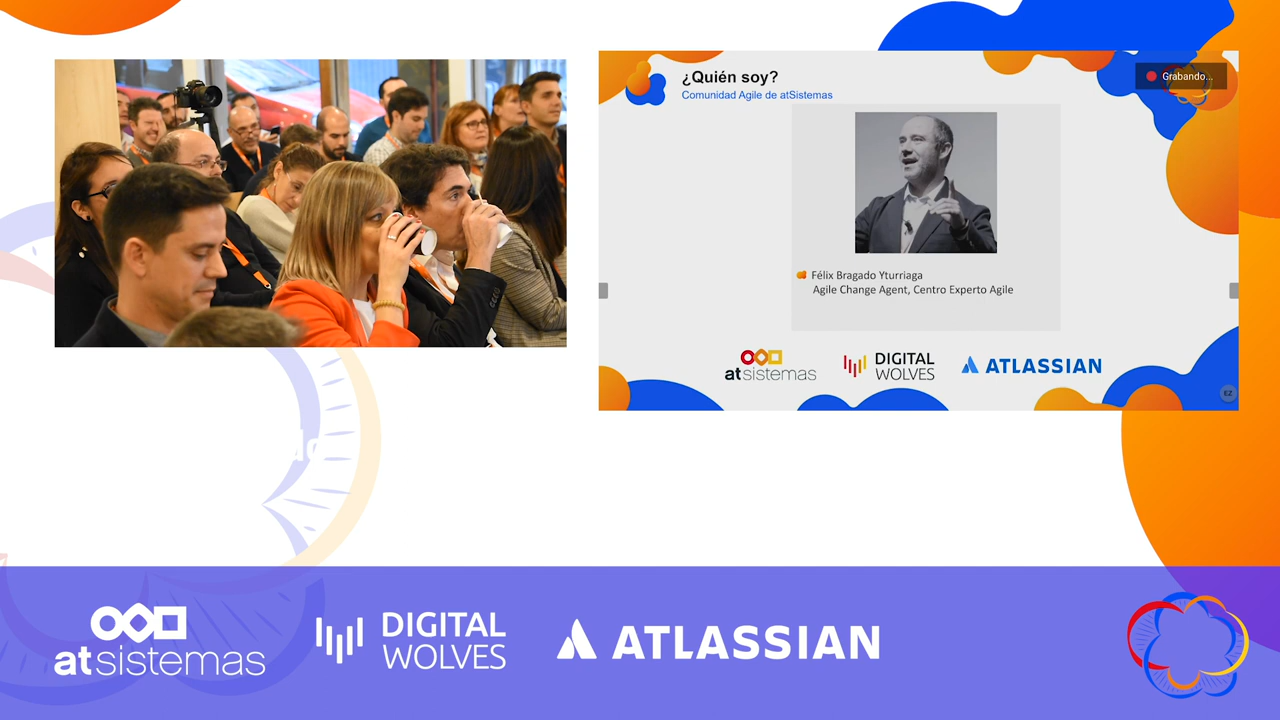 ¿Quién soy?
Comunidad Agile de atSistemas
Grabando...
Félix Bragado Yturriaga
Agile Change Agent, Centro Experto Agile
atsistemas
DIGITAL
WOLVES
ATLASSIAN
EZ
atsistemas
DIGITAL
WOLVES
ATLASSIAN